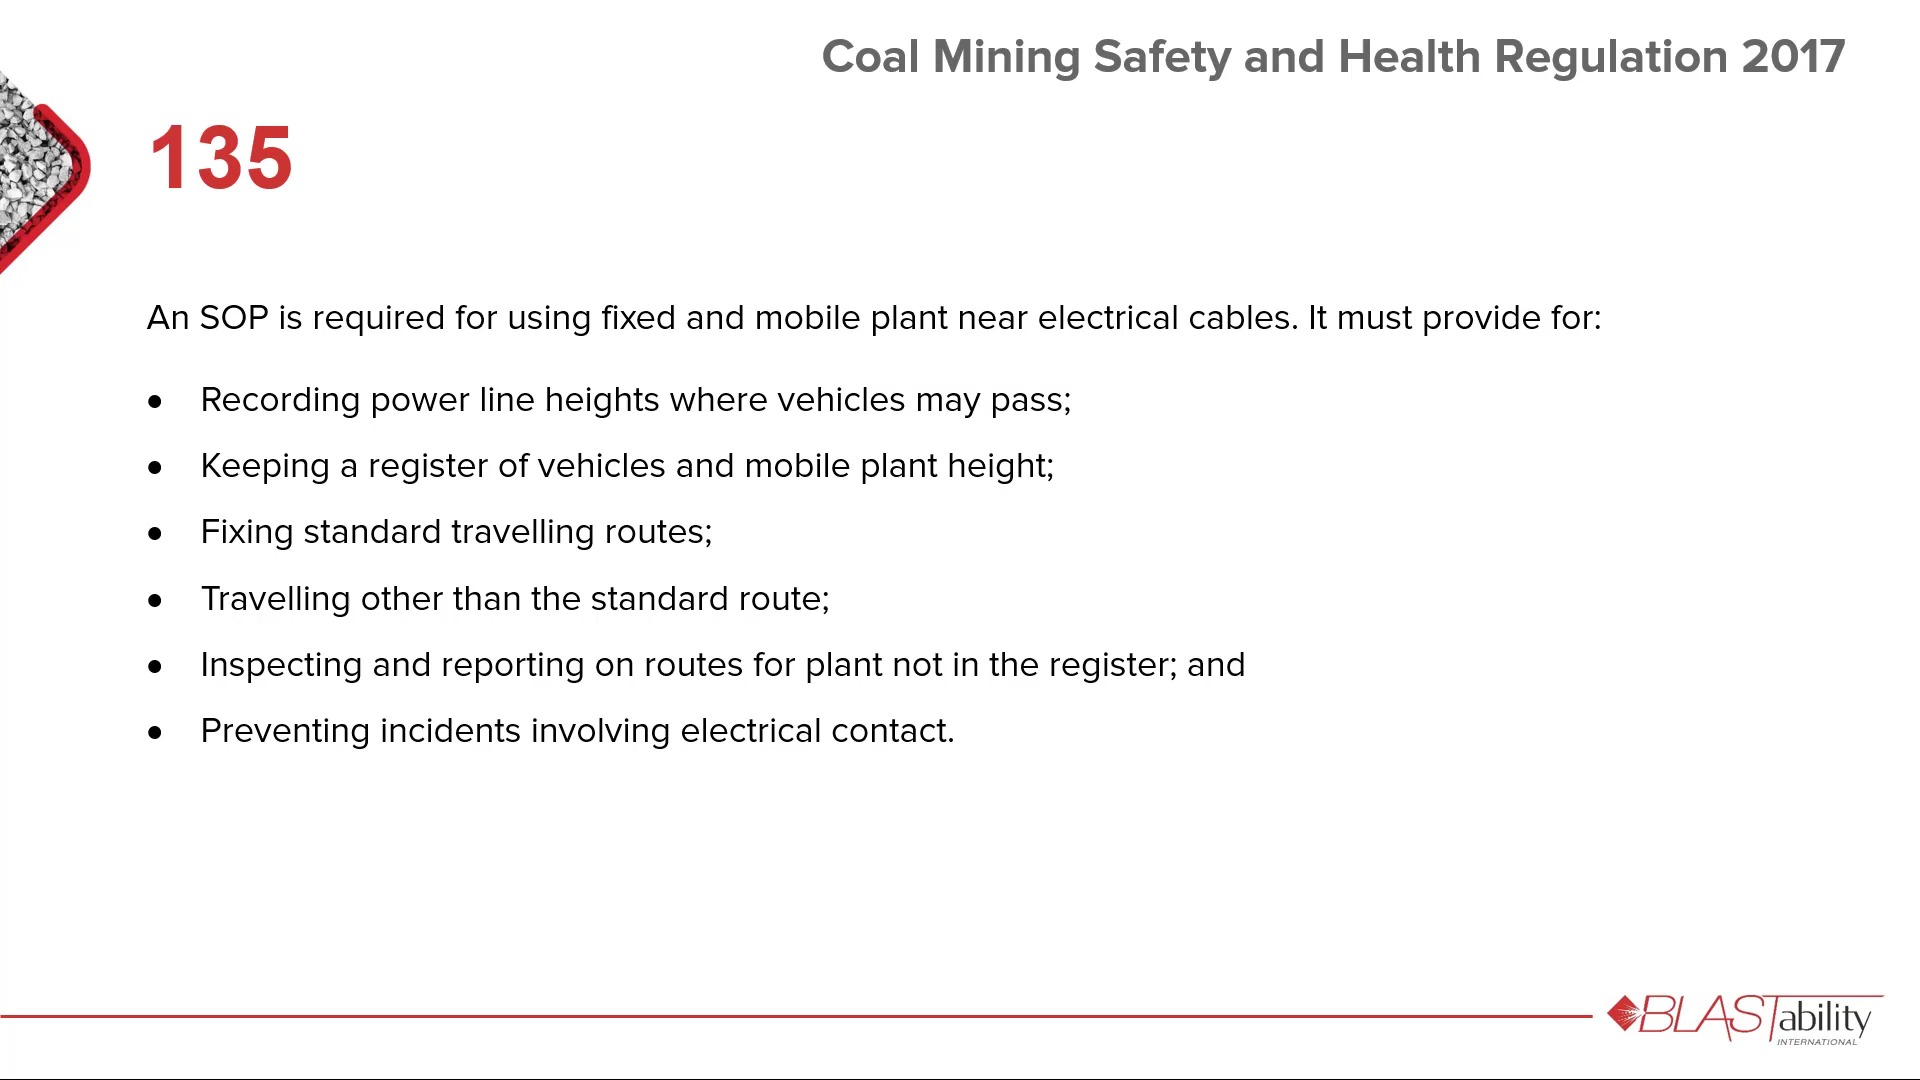 Coal Mining Safety and Health Regulation 2017
135
An SOP is required for using fixed and mobile plant near electrical cables. It must provide for:
• Recording power line heights where vehicles may pass;
• Keeping a register of vehicles and mobile plant height;
• Fixing standard travelling routes;
• Travelling other than the standard route;
• Inspecting and reporting on routes for plant not in the register; and
• Preventing incidents involving electrical contact.
BLASTability
INTERNATIONAL